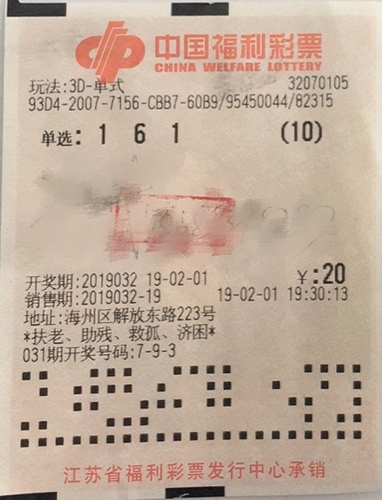 中国福利彩票
CHINA WELFARE LOTTERY
玩法:3D-单式 32070105
93D4-2007-7156-CBB7-60B9/95450044/82315
单选: 1 6 1 (10)
开奖期:2019032 19-02-01 ¥:20
销售期:2019032-19 19-02-01 19:30:13
地址:海州区解放东路223号
*扶老、助残、救孤、济困*
031期开奖号码:7-9-3
江苏省福利彩票发行中心承销